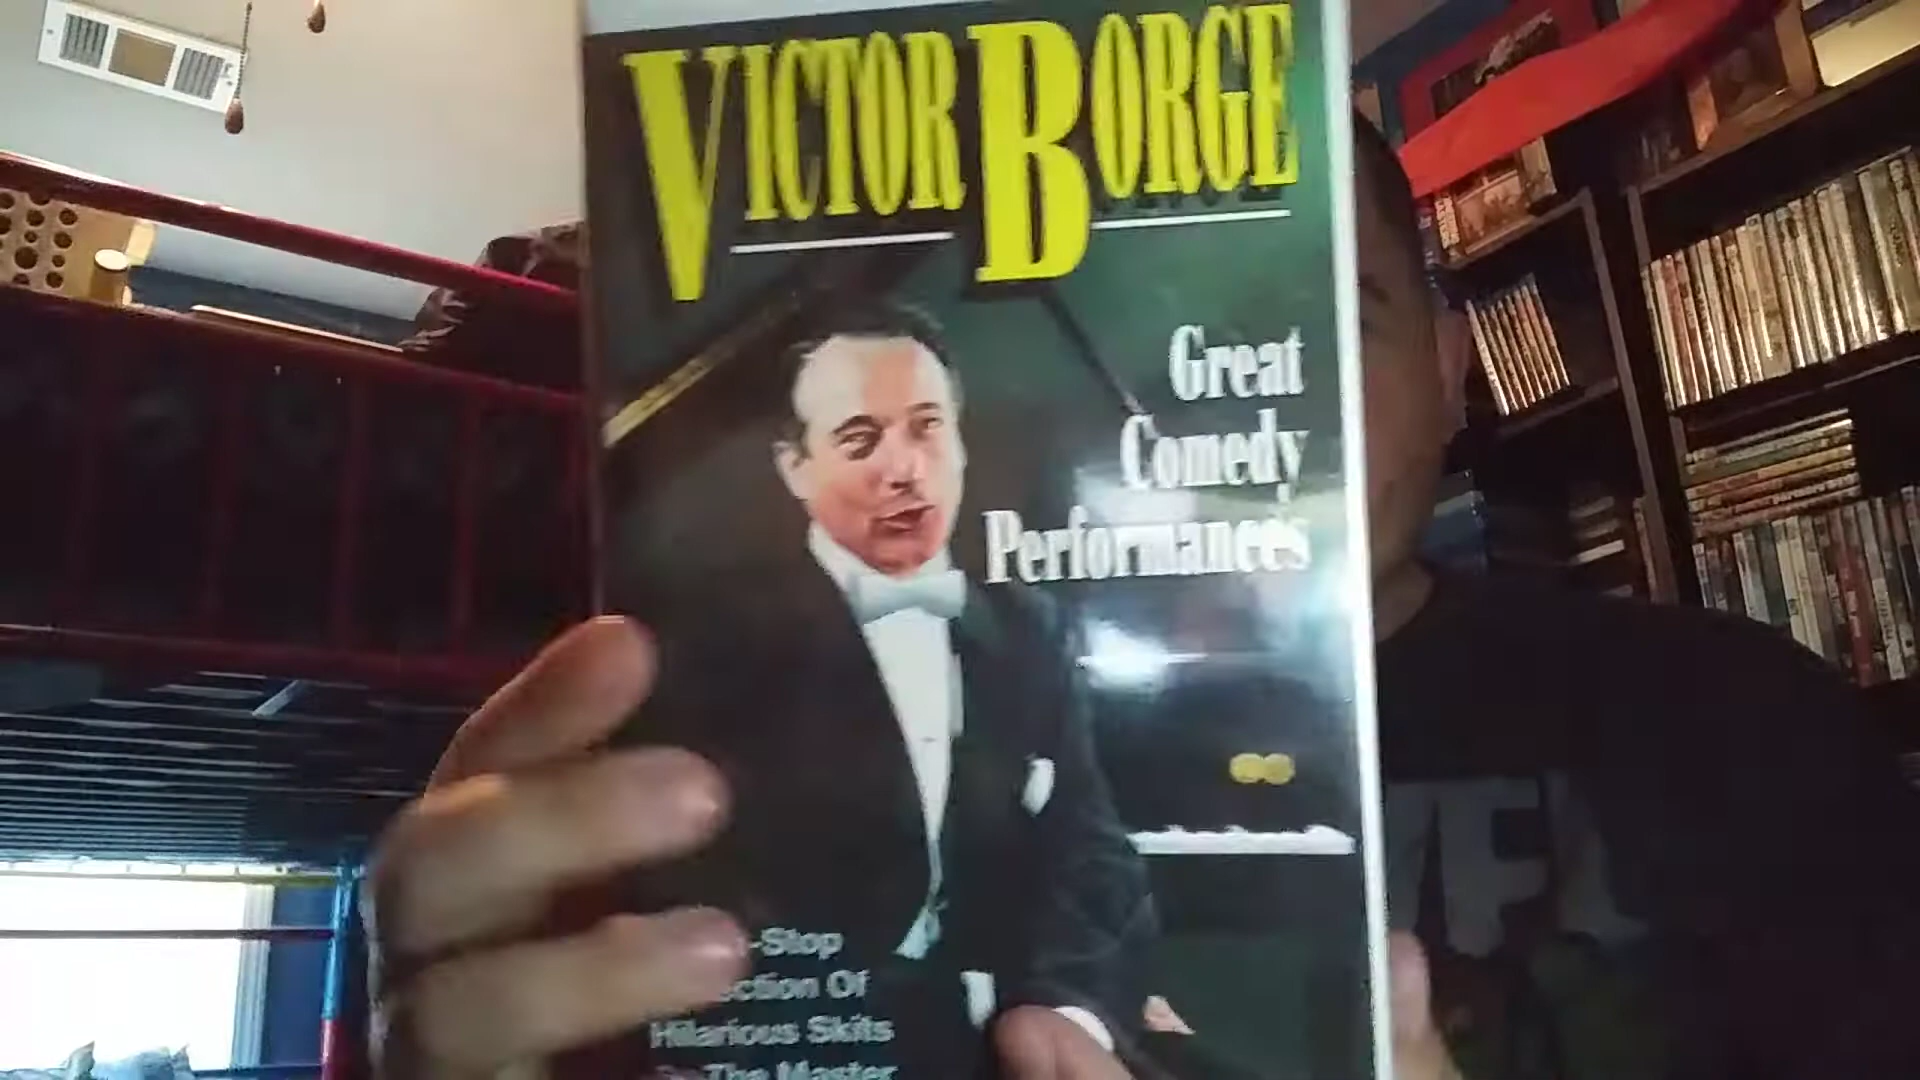 VICTOR BORGE
Great
Comedy
Performances
-Stop
ction Of
Hilarious Skits
The Master